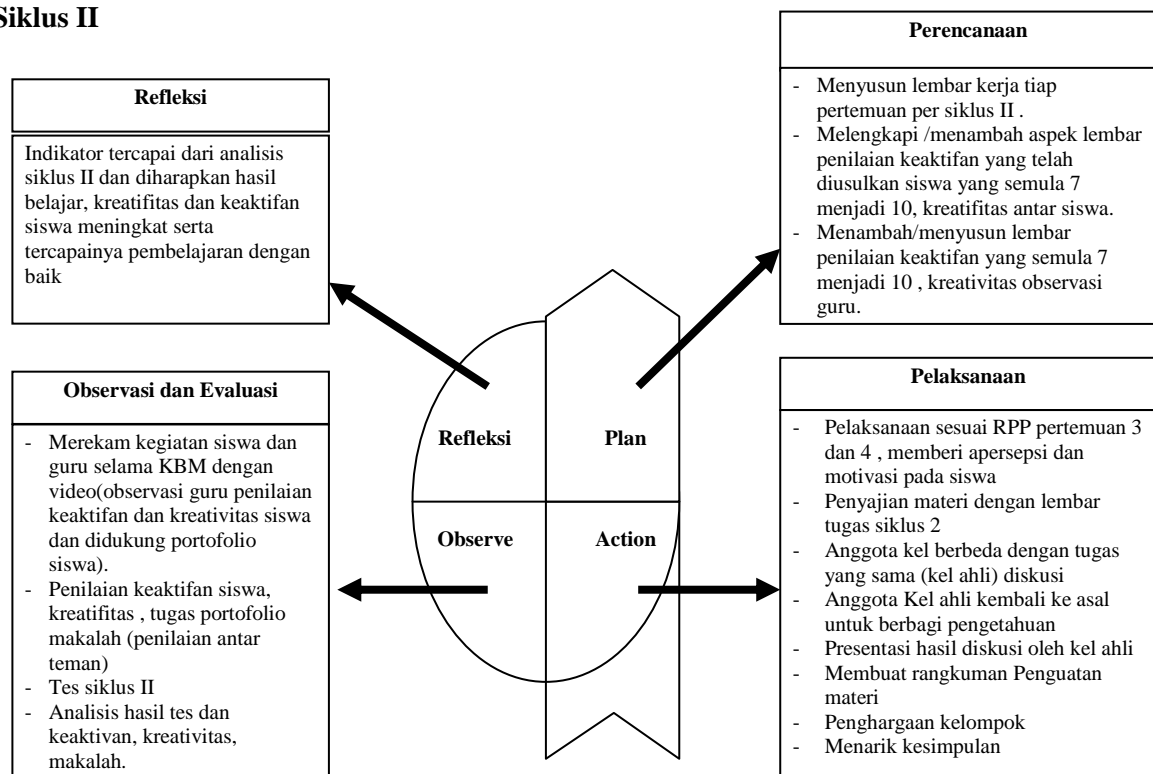 Siklus II
Refleksi
Indikator tercapai dari analisis
siklus II dan diharapkan hasil
belajar, kreatifitas dan keaktifan
siswa meningkat serta
tercapainya pembelajaran dengan
baik
Perencanaan
- Menyusun lembar kerja tiap
pertemuan per siklus II .
- Melengkapi /menambah aspek lembar
penilaian keaktifan yang telah
diusulkan siswa yang semula 7
menjadi 10, kreatifitas antar siswa.
- Menambah/menyusun lembar
penilaian keaktifan yang semula 7
menjadi 10 , kreativitas observasi
guru.
Refleksi
Plan
Observe
Action
Observasi dan Evaluasi
- Merekam kegiatan siswa dan
guru selama KBM dengan
video(observasi guru penilaian
keaktifan dan kreativitas siswa
dan didukung portofolio
siswa).
- Penilaian keaktifan siswa,
kreatifitas , tugas portofolio
makalah (penilaian antar
teman)
- Tes siklus II
- Analisis hasil tes dan
keaktivan, kreativitas,
makalah.
Pelaksanaan
- Pelaksanaan sesuai RPP pertemuan 3
dan 4 , memberi apersepsi dan
motivasi pada siswa
- Penyajian materi dengan lembar
tugas siklus 2
- Anggota kel berbeda dengan tugas
yang sama (kel ahli) diskusi
- Anggota Kel ahli kembali ke asal
untuk berbagi pengetahuan
- Presentasi hasil diskusi oleh kel ahli
- Membuat rangkuman Penguatan
materi
- Penghargaan kelompok
- Menarik kesimpulan